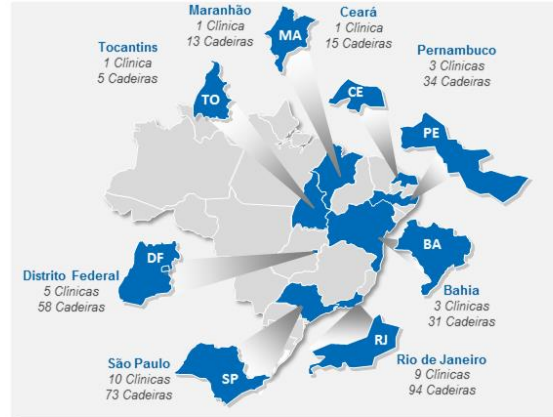 Maranhão
1 Clínica
13 Cadeiras
MA
Ceará
1 Clínica
15 Cadeiras
CE
Tocantins
1 Clínica
5 Cadeiras
TO
Pernambuco
3 Clínicas
34 Cadeiras
PE
DF
Distrito Federal
5 Clínicas
58 Cadeiras
BA
Bahia
3 Clínicas
31 Cadeiras
São Paulo
10 Clínicas
73 Cadeiras
SP
RJ
Rio de Janeiro
9 Clínicas
94 Cadeiras